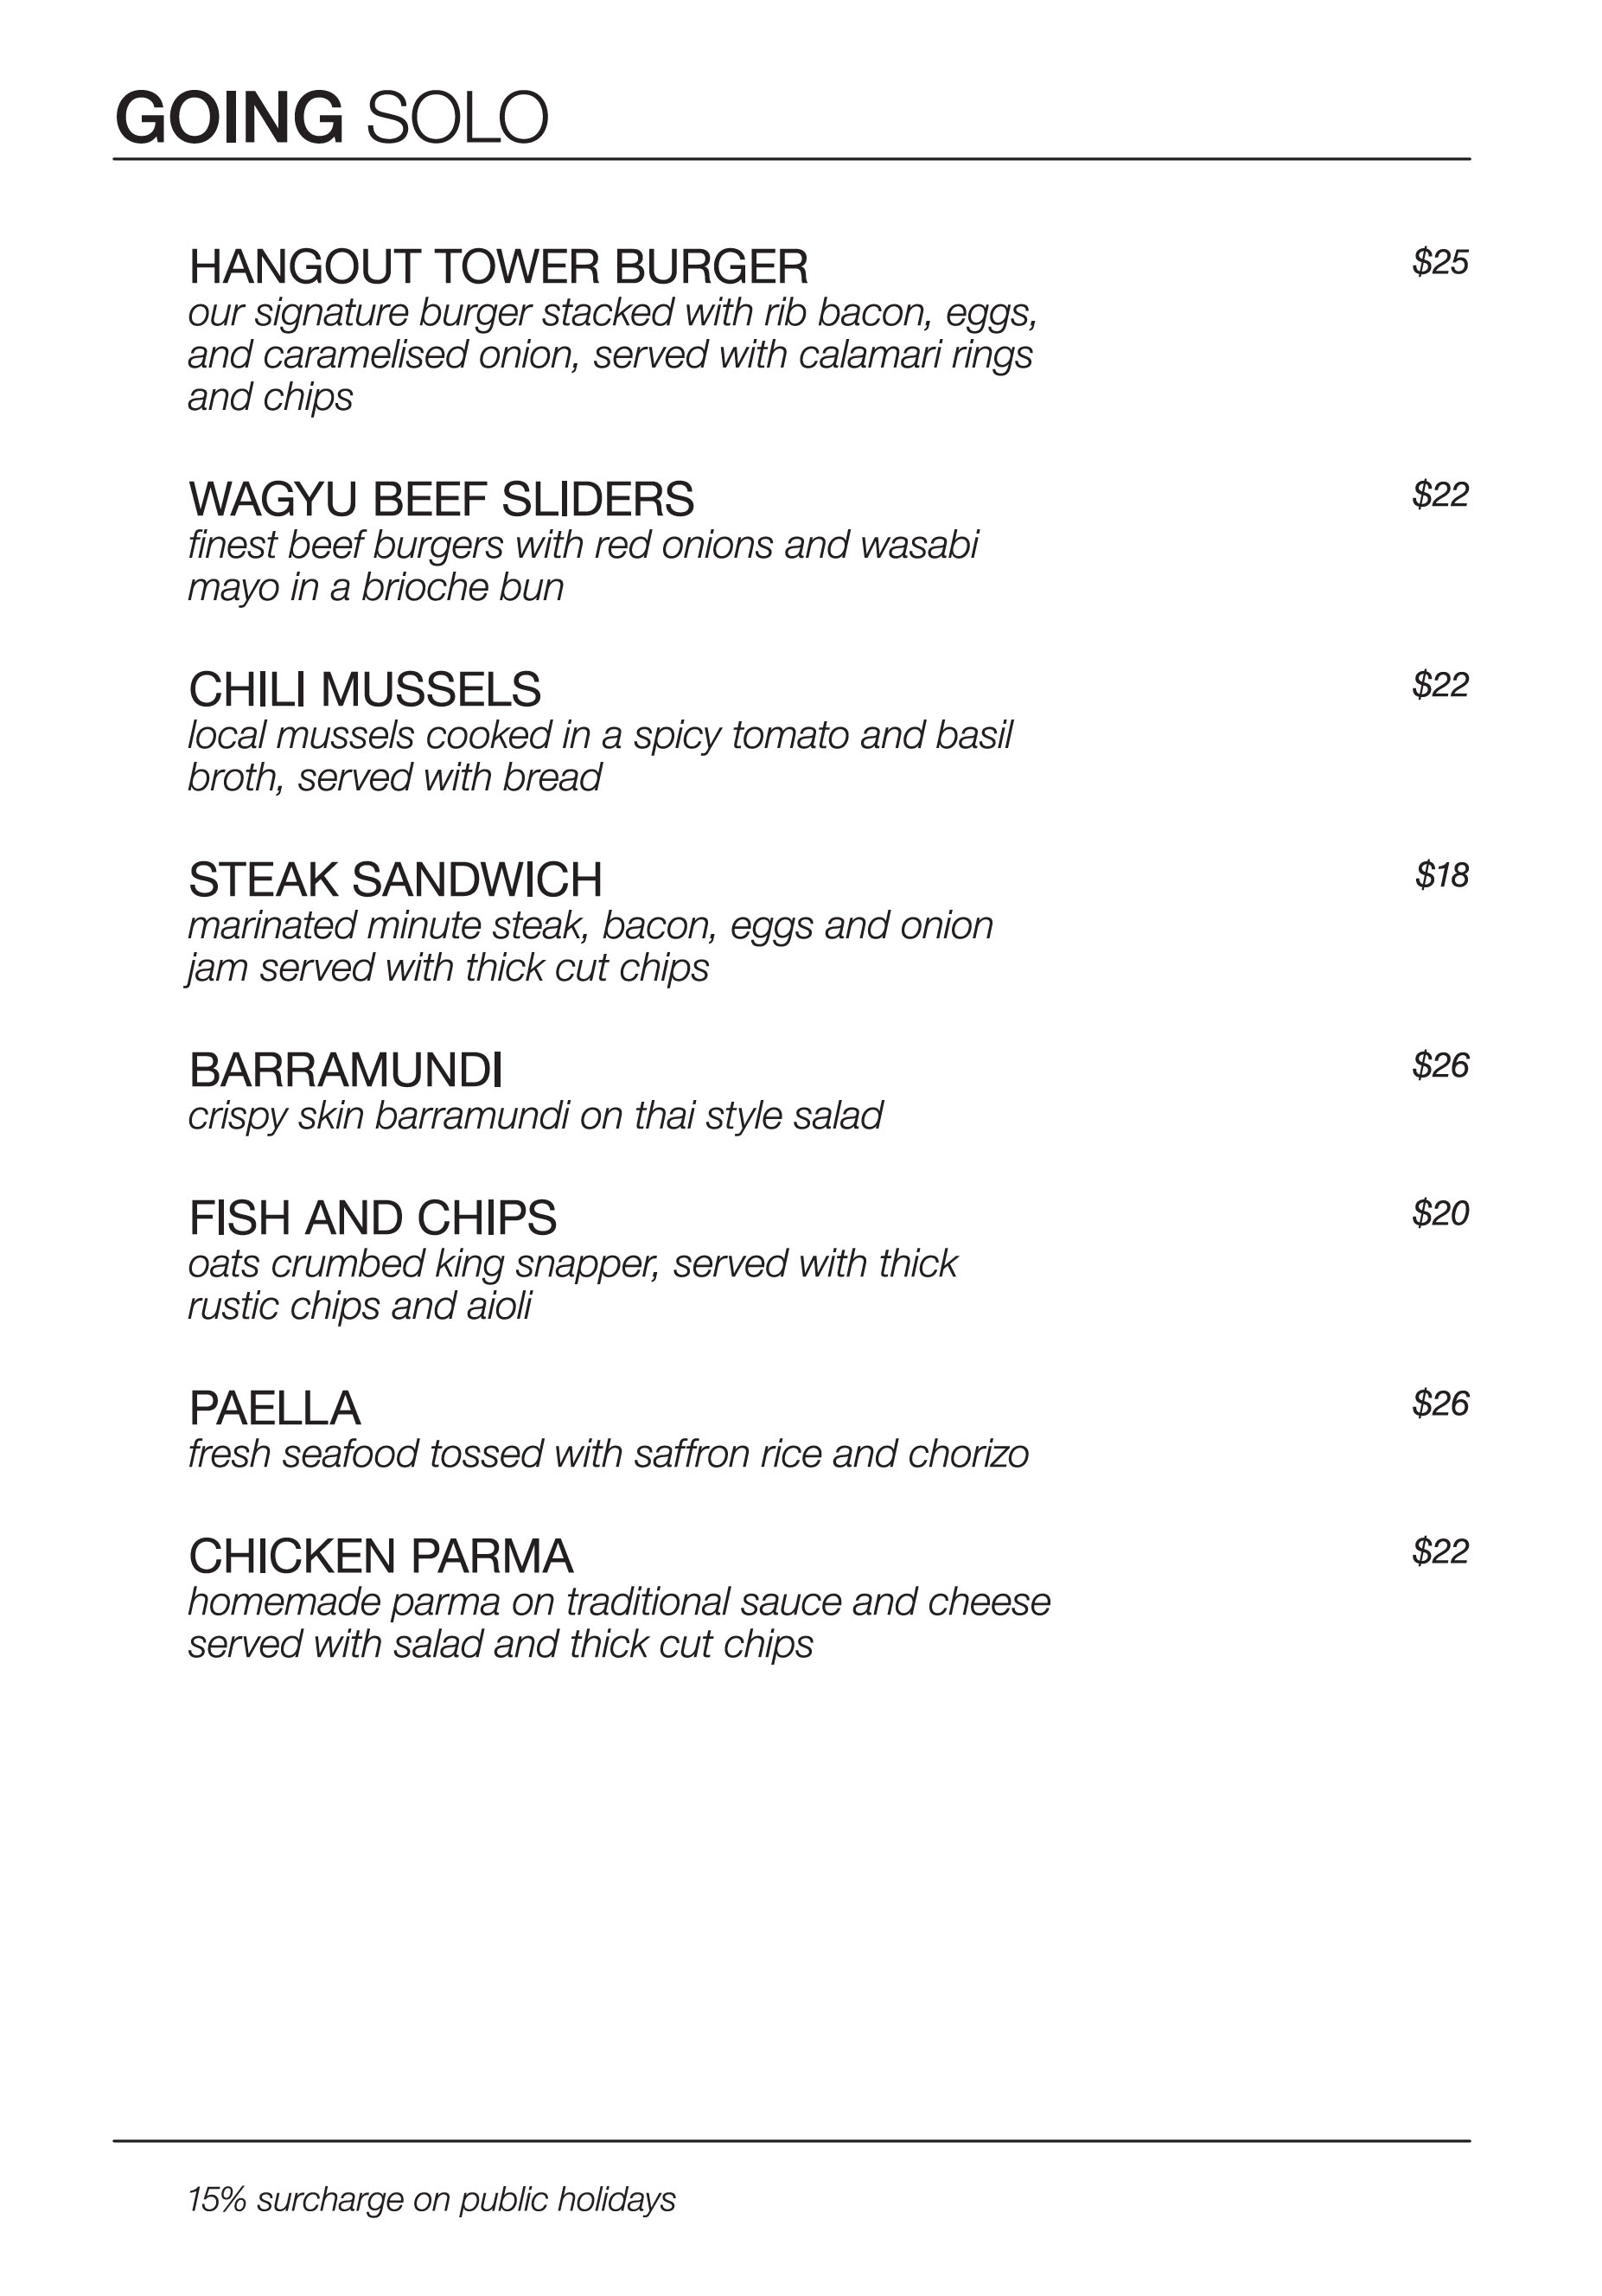 GOING SOLO
HANGOUT TOWER BURGER $25
our signature burger stacked with rib bacon, eggs,
and caramelised onion, served with calamari rings
and chips
WAGYU BEEF SLIDERS $22
finest beef burgers with red onions and wasabi
mayo in a brioche bun
CHILI MUSSELS $22
local mussels cooked in a spicy tomato and basil
broth, served with bread
STEAK SANDWICH $18
marinated minute steak, bacon, eggs and onion
jam served with thick cut chips
BARRAMUNDI $26
crispy skin barramundi on thai style salad
FISH AND CHIPS $20
oats crumbed king snapper, served with thick
rustic chips and aioli
PAELLA $26
fresh seafood tossed with saffron rice and chorizo
CHICKEN PARMA $22
homemade parma on traditional sauce and cheese
served with salad and thick cut chips
15% surcharge on public holidays